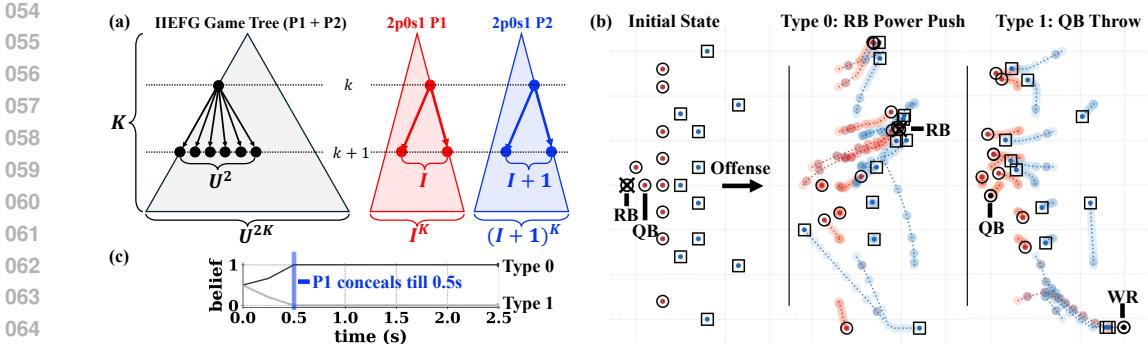 054
055
056
057
058
059
060
061
062
063
064
(a) IIEFG Game Tree (P1 + P2)
2p0s1 P1
2p0s1 P2
K
k
k + 1
U²
I
I + 1
U²ᴷ
Iᴷ
(I + 1)ᴷ
(c)
belief
1
0
Type 0
P1 conceals till 0.5s
Type 1
0.0
0.5
1.0
1.5
2.0
2.5
time (s)
(b) Initial State
Type 0: RB Power Push
Type 1: QB Throw
Offense
RB
QB
RB
QB
WR